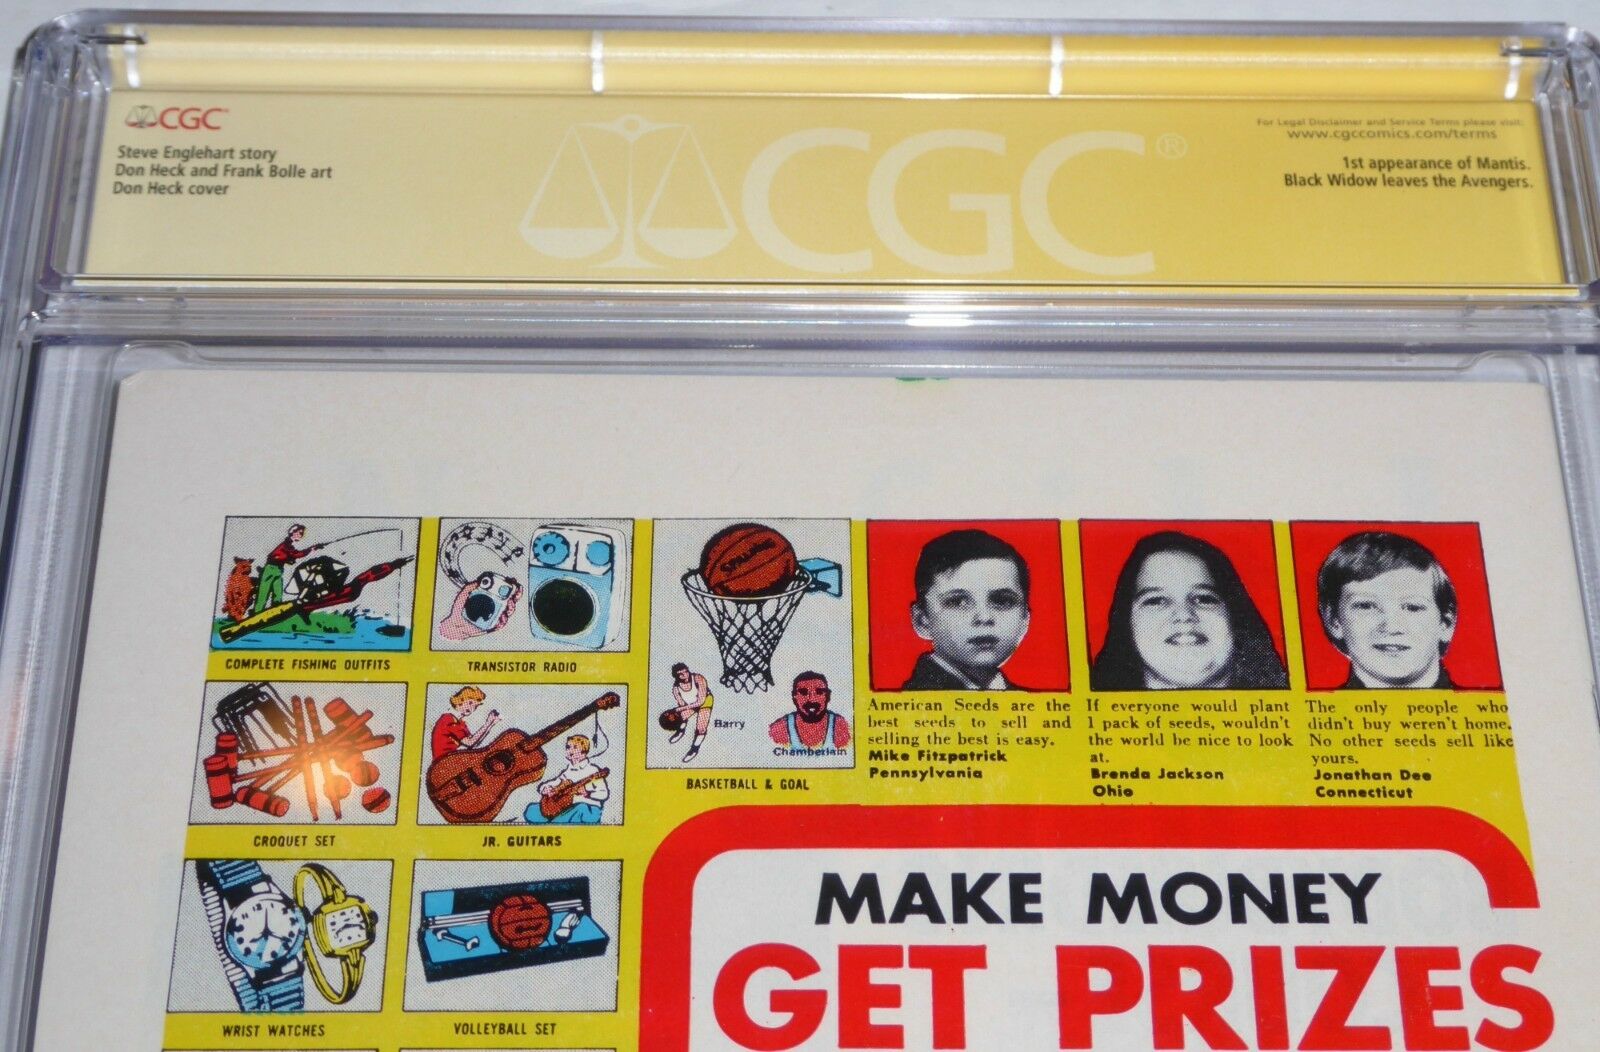 CGC
Steve Englehart story
Don Heck and Frank Bolle art
Don Heck cover
CGC®
For Legal Disclaimer and Service Terms please visit:
www.cgccomics.com/terms
1st appearance of Mantis.
Black Widow leaves the Avengers.
COMPLETE FISHING OUTFITS
TRANSISTOR RADIO
Barry
Chamberlain
BASKETBALL & GOAL
CROQUET SET
JR. GUITARS
WRIST WATCHES
VOLLEYBALL SET
American Seeds are the
best seeds to sell and
selling the best is easy.
Mike Fitzpatrick
Pennsylvania
If everyone would plant
1 pack of seeds, wouldn't
the world be nice to look
at.
Brenda Jackson
Ohio
The only people who
didn't buy weren't home.
No other seeds sell like
yours.
Jonathan Dee
Connecticut
MAKE MONEY
GET PRIZES